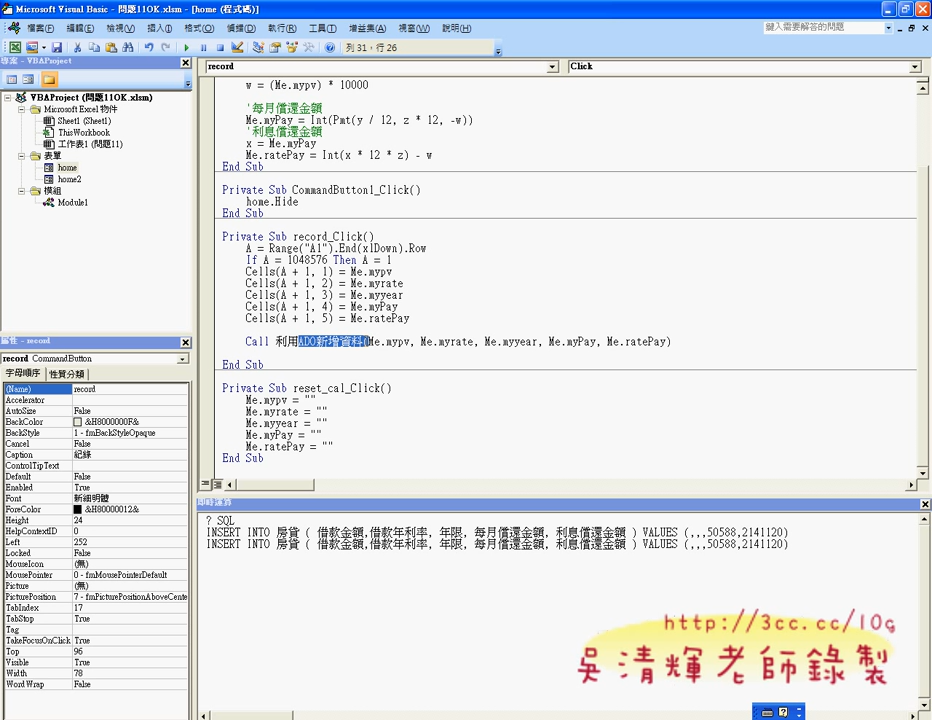 Microsoft Visual Basic - 問題11OK.xlsm - [home (程式碼)]
檔案(F) 編輯(E) 檢視(V) 插入(I) 格式(O) 偵錯(D) 執行(R) 工具(T) 增益集(A) 視窗(W) 說明(H)
鍵入需要解答的問題
列 31，行 26
專案 - VBAProject
VBAProject (問題11OK.xlsm)
Microsoft Excel 物件
Sheet1 (Sheet1)
ThisWorkbook
工作表1 (問題11)
表單
home
home2
模組
Module1
屬性 - record
record CommandButton
字母順序 性質分類
(Name) record
Accelerator
AutoSize False
BackColor &H8000000F&
BackStyle 1 - fmBackStyleOpaque
Cancel False
Caption 紀錄
ControlTipText
Default False
Enabled True
Font 新細明體
ForeColor &H80000012&
Height 24
HelpContextID 0
Left 252
Locked False
MouseIcon (無)
MousePointer 0 - fmMousePointerDefault
Picture (無)
PicturePosition 7 - fmPicturePositionAboveCente
TabIndex 17
TabStop True
Tag
TakeFocusOnClick True
Top 96
Visible True
Width 78
WordWrap False
record Click
w = (Me.mypv) * 10000
'每月償還金額
Me.myPay = Int(Pmt(y / 12, z * 12, -w))
'利息償還金額
x = Me.myPay
Me.ratePay = Int(x * 12 * z) - w
End Sub
Private Sub CommandButton1_Click()
home.Hide
End Sub
Private Sub record_Click()
A = Range("A1").End(xlDown).Row
If A = 1048576 Then A = 1
Cells(A + 1, 1) = Me.mypv
Cells(A + 1, 2) = Me.myrate
Cells(A + 1, 3) = Me.myyear
Cells(A + 1, 4) = Me.myPay
Cells(A + 1, 5) = Me.ratePay
Call 利用ADO新增資料(Me.mypv, Me.myrate, Me.myyear, Me.myPay, Me.ratePay)
End Sub
Private Sub reset_cal_Click()
Me.mypv = ""
Me.myrate = ""
Me.myyear = ""
Me.myPay = ""
Me.ratePay = ""
End Sub
即時運算
? SQL
INSERT INTO 房貸 ( 借款金額,借款年利率, 年限, 每月償還金額, 利息償還金額 ) VALUES (,,,50588,2141120)
INSERT INTO 房貸 ( 借款金額,借款年利率, 年限, 每月償還金額, 利息償還金額 ) VALUES (,,,50588,2141120)
http://3cc.cc/10g
吳清輝老師錄製